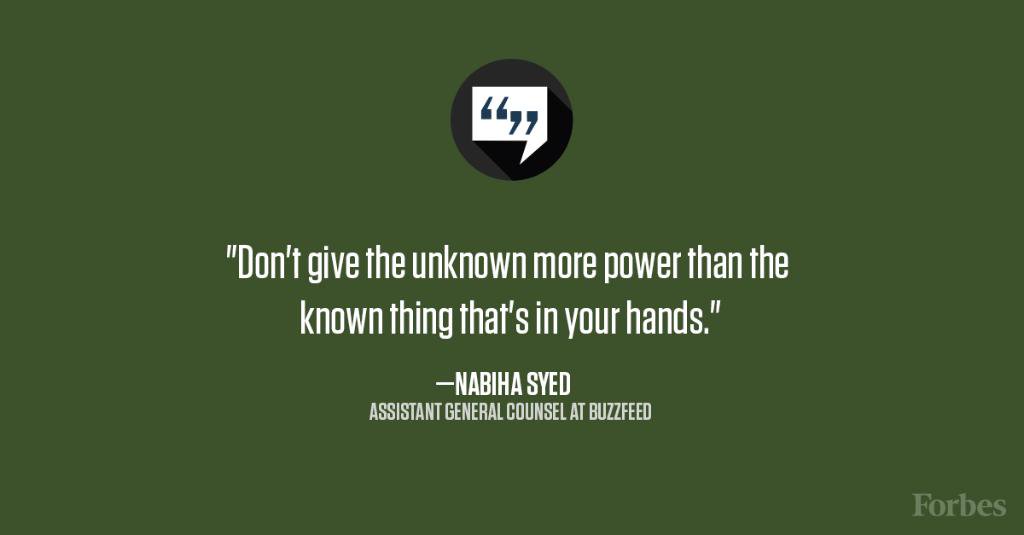 "Don't give the unknown more power than the
known thing that's in your hands."
—NABIHA SYED
ASSISTANT GENERAL COUNSEL AT BUZZFEED
Forbes